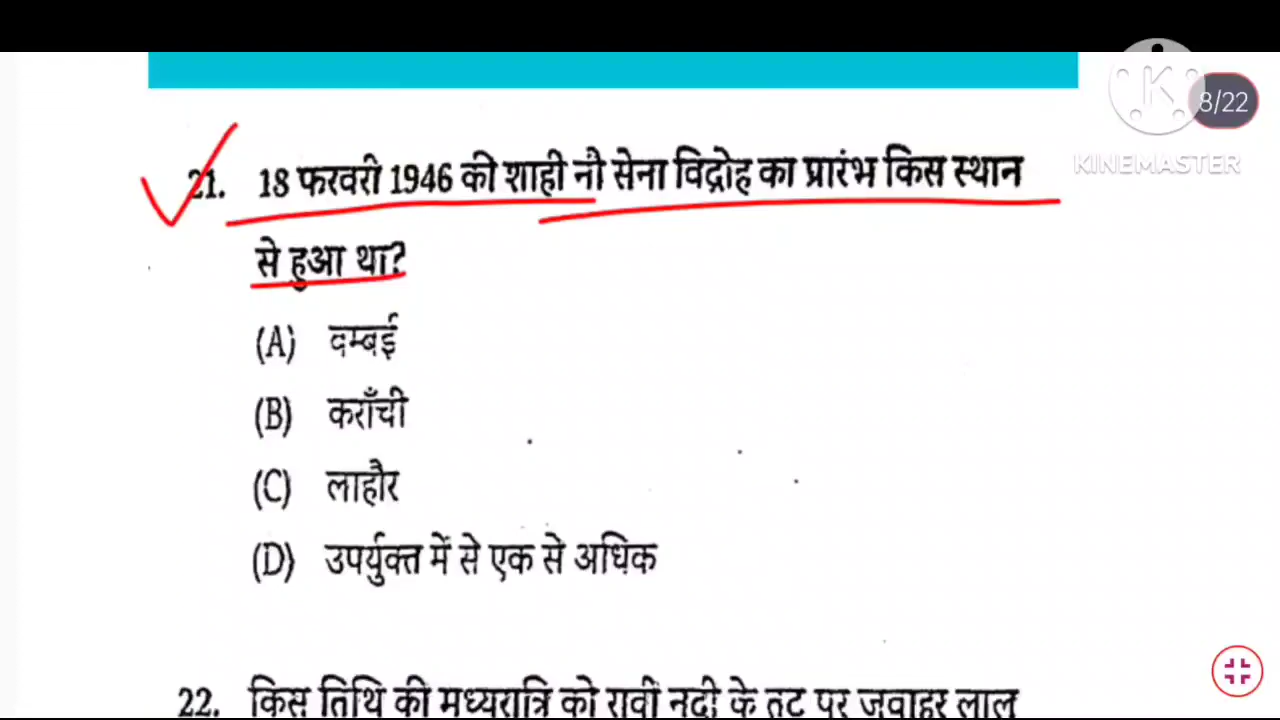 8/22
KINEMASTER
21. 18 फरवरी 1946 की शाही नौ सेना विद्रोह का प्रारंभ किस स्थान
से हुआ था?
(A) बम्बई
(B) कराँची
(C) लाहौर
(D) उपर्युक्त में से एक से अधिक
22. किस तिथि की मध्यरात्रि को रावी नदी के तट पर जवाहर लाल